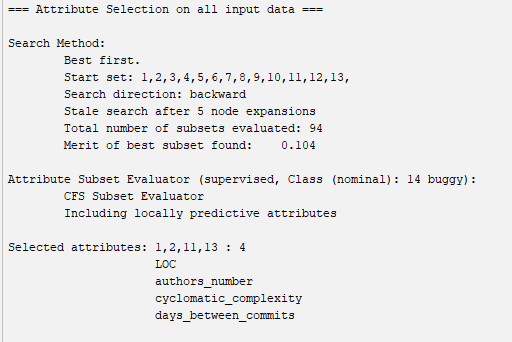 === Attribute Selection on all input data ===
Search Method:
Best first.
Start set: 1,2,3,4,5,6,7,8,9,10,11,12,13,
Search direction: backward
Stale search after 5 node expansions
Total number of subsets evaluated: 94
Merit of best subset found:    0.104
Attribute Subset Evaluator (supervised, Class (nominal): 14 buggy):
CFS Subset Evaluator
Including locally predictive attributes
Selected attributes: 1,2,11,13 : 4
LOC
authors_number
cyclomatic_complexity
days_between_commits